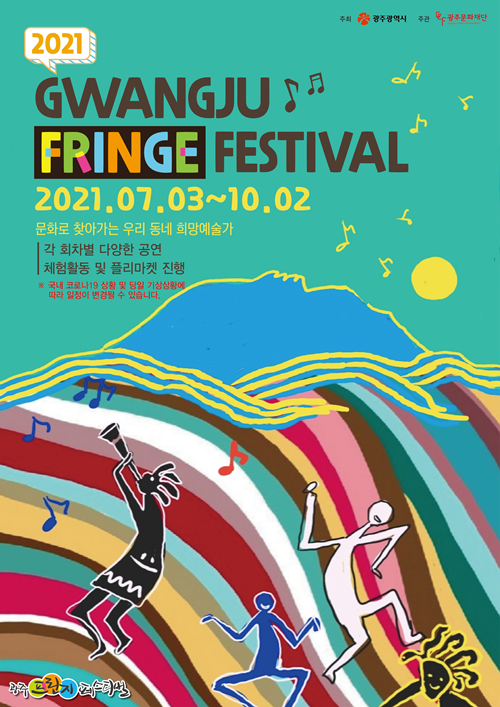 주최 광주광역시 주관 광주문화재단
2021
GWANGJU
FRINGE FESTIVAL
2021.07.03~10.02
문화로 찾아가는 우리 동네 희망예술가
각 회차별 다양한 공연
체험활동 및 플리마켓 진행
※ 국내 코로나19 상황 및 당일 기상상황에
따라 일정이 변경될 수 있습니다.
광주 프린지 페스티벌